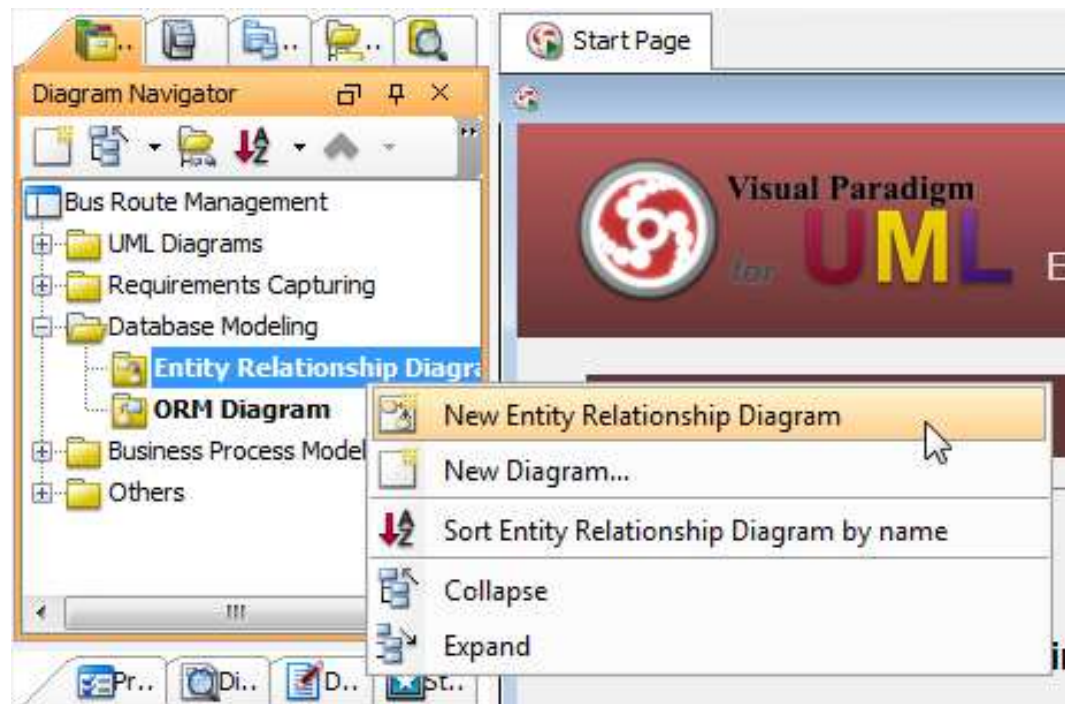 Start Page
Diagram Navigator
Visual Paradigm
for UML E
Bus Route Management
UML Diagrams
Requirements Capturing
Database Modeling
Entity Relationship Diagra
ORM Diagram
Business Process Model
Others
New Entity Relationship Diagram
New Diagram...
Sort Entity Relationship Diagram by name
Collapse
Expand
Pr.. Di.. D.. St..